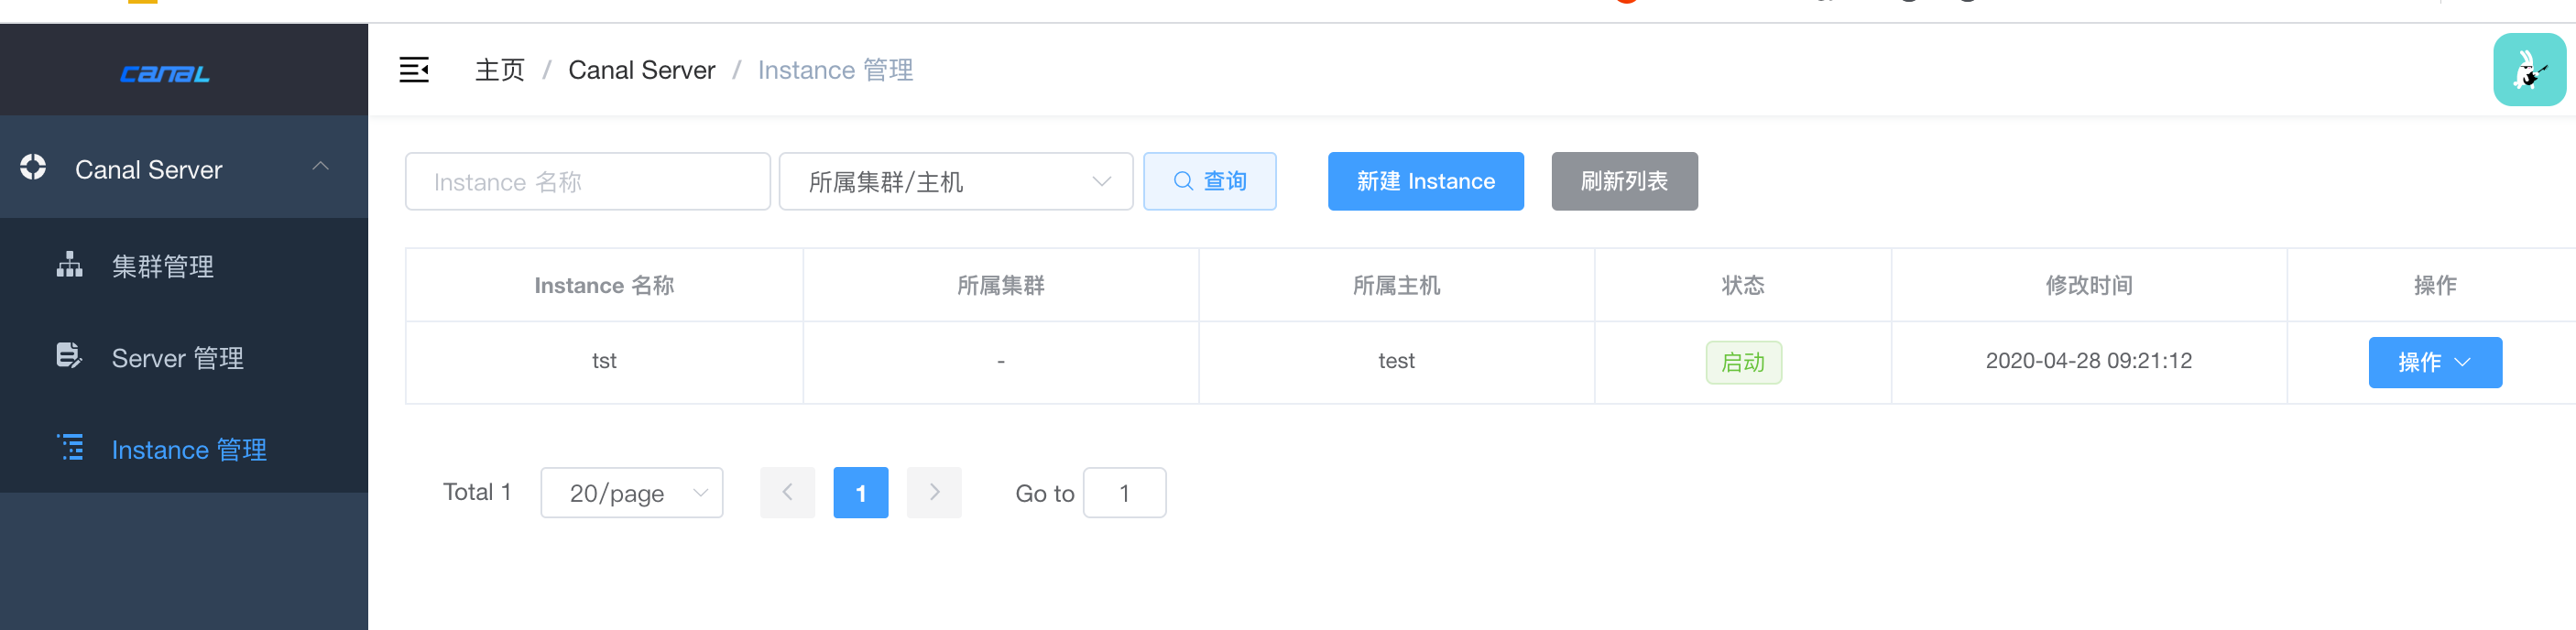 canal
主页 / Canal Server / Instance 管理
Canal Server
集群管理
Server 管理
Instance 管理
Instance 名称 所属集群/主机 查询 新建 Instance 刷新列表
Instance 名称 所属集群 所属主机 状态 修改时间 操作
tst - test 启动 2020-04-28 09:21:12 操作
Total 1 20/page 1 Go to 1